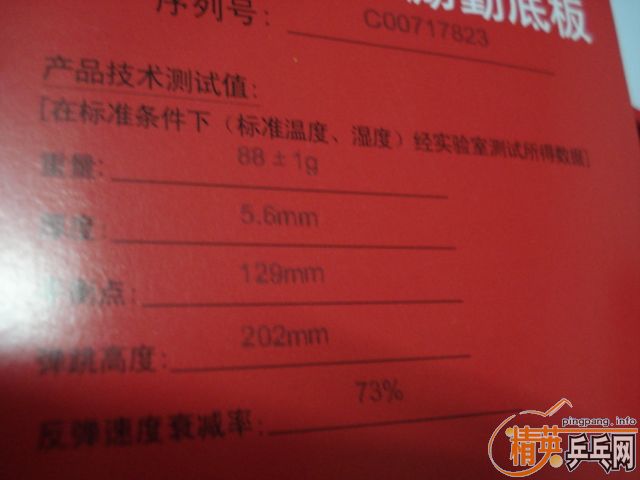 底板
序列号: C00717823
产品技术测试值:
[在标准条件下（标准温度、湿度）经实验室测试所得数据]
重量: 88±1g
厚度: 5.6mm
平衡点: 129mm
弹跳高度: 202mm
反弹速度衰减率: 73%
pingpang.info
精英乒乓网